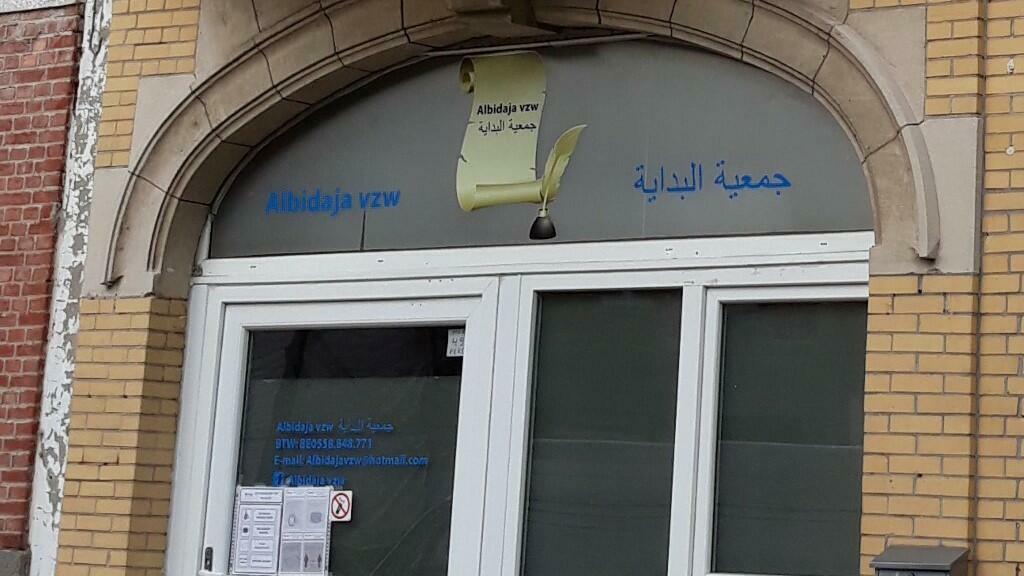 Albidaja vzw
جمعية البداية
Albidaja vzw
جمعية البداية
Albidaja vzw جمعية البداية
BTW: BE0558.848.771
E-mail: Albidajavzw@hotmail.com
f albidaja vzw